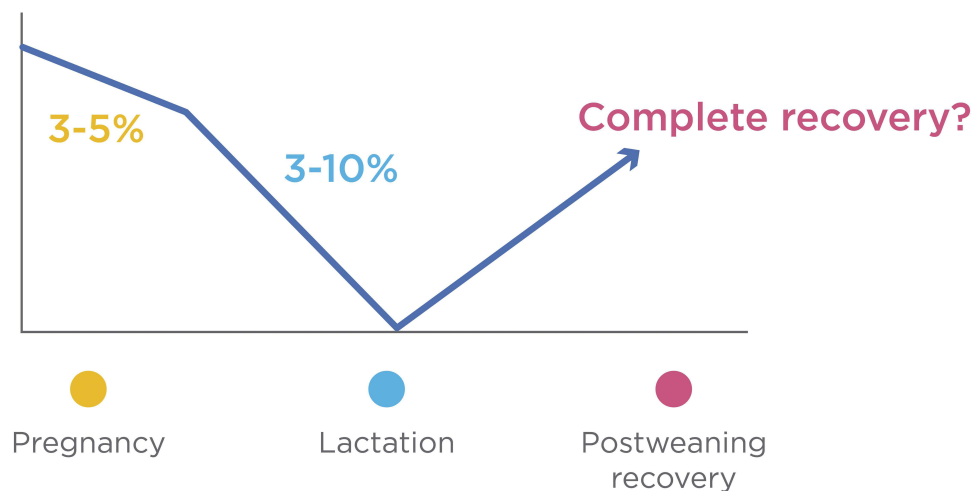 Complete recovery?
3-5%
3-10%
Pregnancy
Lactation
Postweaning
recovery